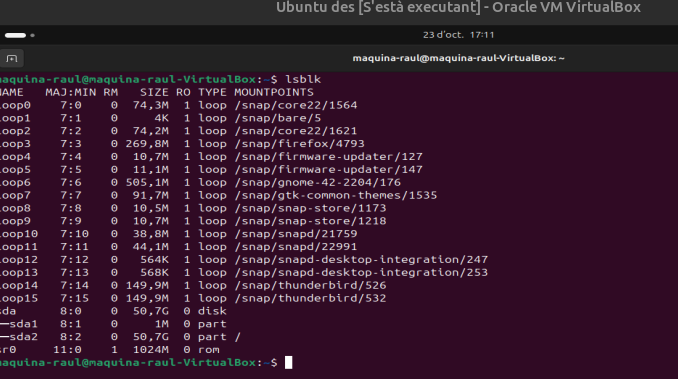 Ubuntu des [S'està executant] - Oracle VM VirtualBox
23 d'oct. 17:11
maquina-raul@maquina-raul-VirtualBox: ~
maquina-raul@maquina-raul-VirtualBox:~$ lsblk
NAME MAJ:MIN RM SIZE RO TYPE MOUNTPOINTS
loop0 7:0 0 74,3M 1 loop /snap/core22/1564
loop1 7:1 0 4K 1 loop /snap/bare/5
loop2 7:2 0 74,2M 1 loop /snap/core22/1621
loop3 7:3 0 269,8M 1 loop /snap/firefox/4793
loop4 7:4 0 10,7M 1 loop /snap/firmware-updater/127
loop5 7:5 0 11,1M 1 loop /snap/firmware-updater/147
loop6 7:6 0 505,1M 1 loop /snap/gnome-42-2204/176
loop7 7:7 0 91,7M 1 loop /snap/gtk-common-themes/1535
loop8 7:8 0 10,5M 1 loop /snap/snap-store/1173
loop9 7:9 0 10,7M 1 loop /snap/snap-store/1218
loop10 7:10 0 38,8M 1 loop /snap/snapd/21759
loop11 7:11 0 44,1M 1 loop /snap/snapd/22991
loop12 7:12 0 564K 1 loop /snap/snapd-desktop-integration/247
loop13 7:13 0 568K 1 loop /snap/snapd-desktop-integration/253
loop14 7:14 0 149,9M 1 loop /snap/thunderbird/526
loop15 7:15 0 149,9M 1 loop /snap/thunderbird/532
sda 8:0 0 50,7G 0 disk
├─sda1 8:1 0 1M 0 part
└─sda2 8:2 0 50,7G 0 part /
sr0 11:0 1 1024M 0 rom
maquina-raul@maquina-raul-VirtualBox:~$